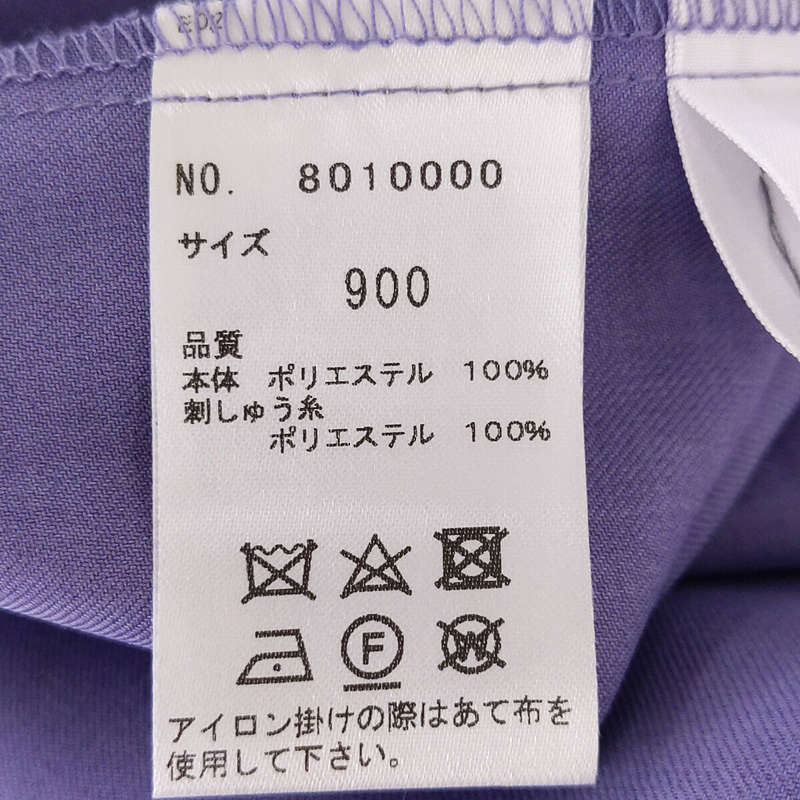 NO. 8010000
サイズ
900
品質
本体 ポリエステル 100%
刺しゅう糸
ポリエステル 100%
F
W
アイロン掛けの際はあて布を
使用して下さい。